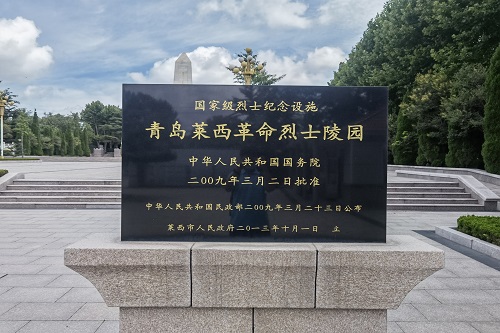 国家级烈士纪念设施
青岛莱西革命烈士陵园
中华人民共和国国务院
二00九年三月二日批准
中华人民共和国民政部二00九年三月二十三日公布
莱西市人民政府二0一三年十月一日 立